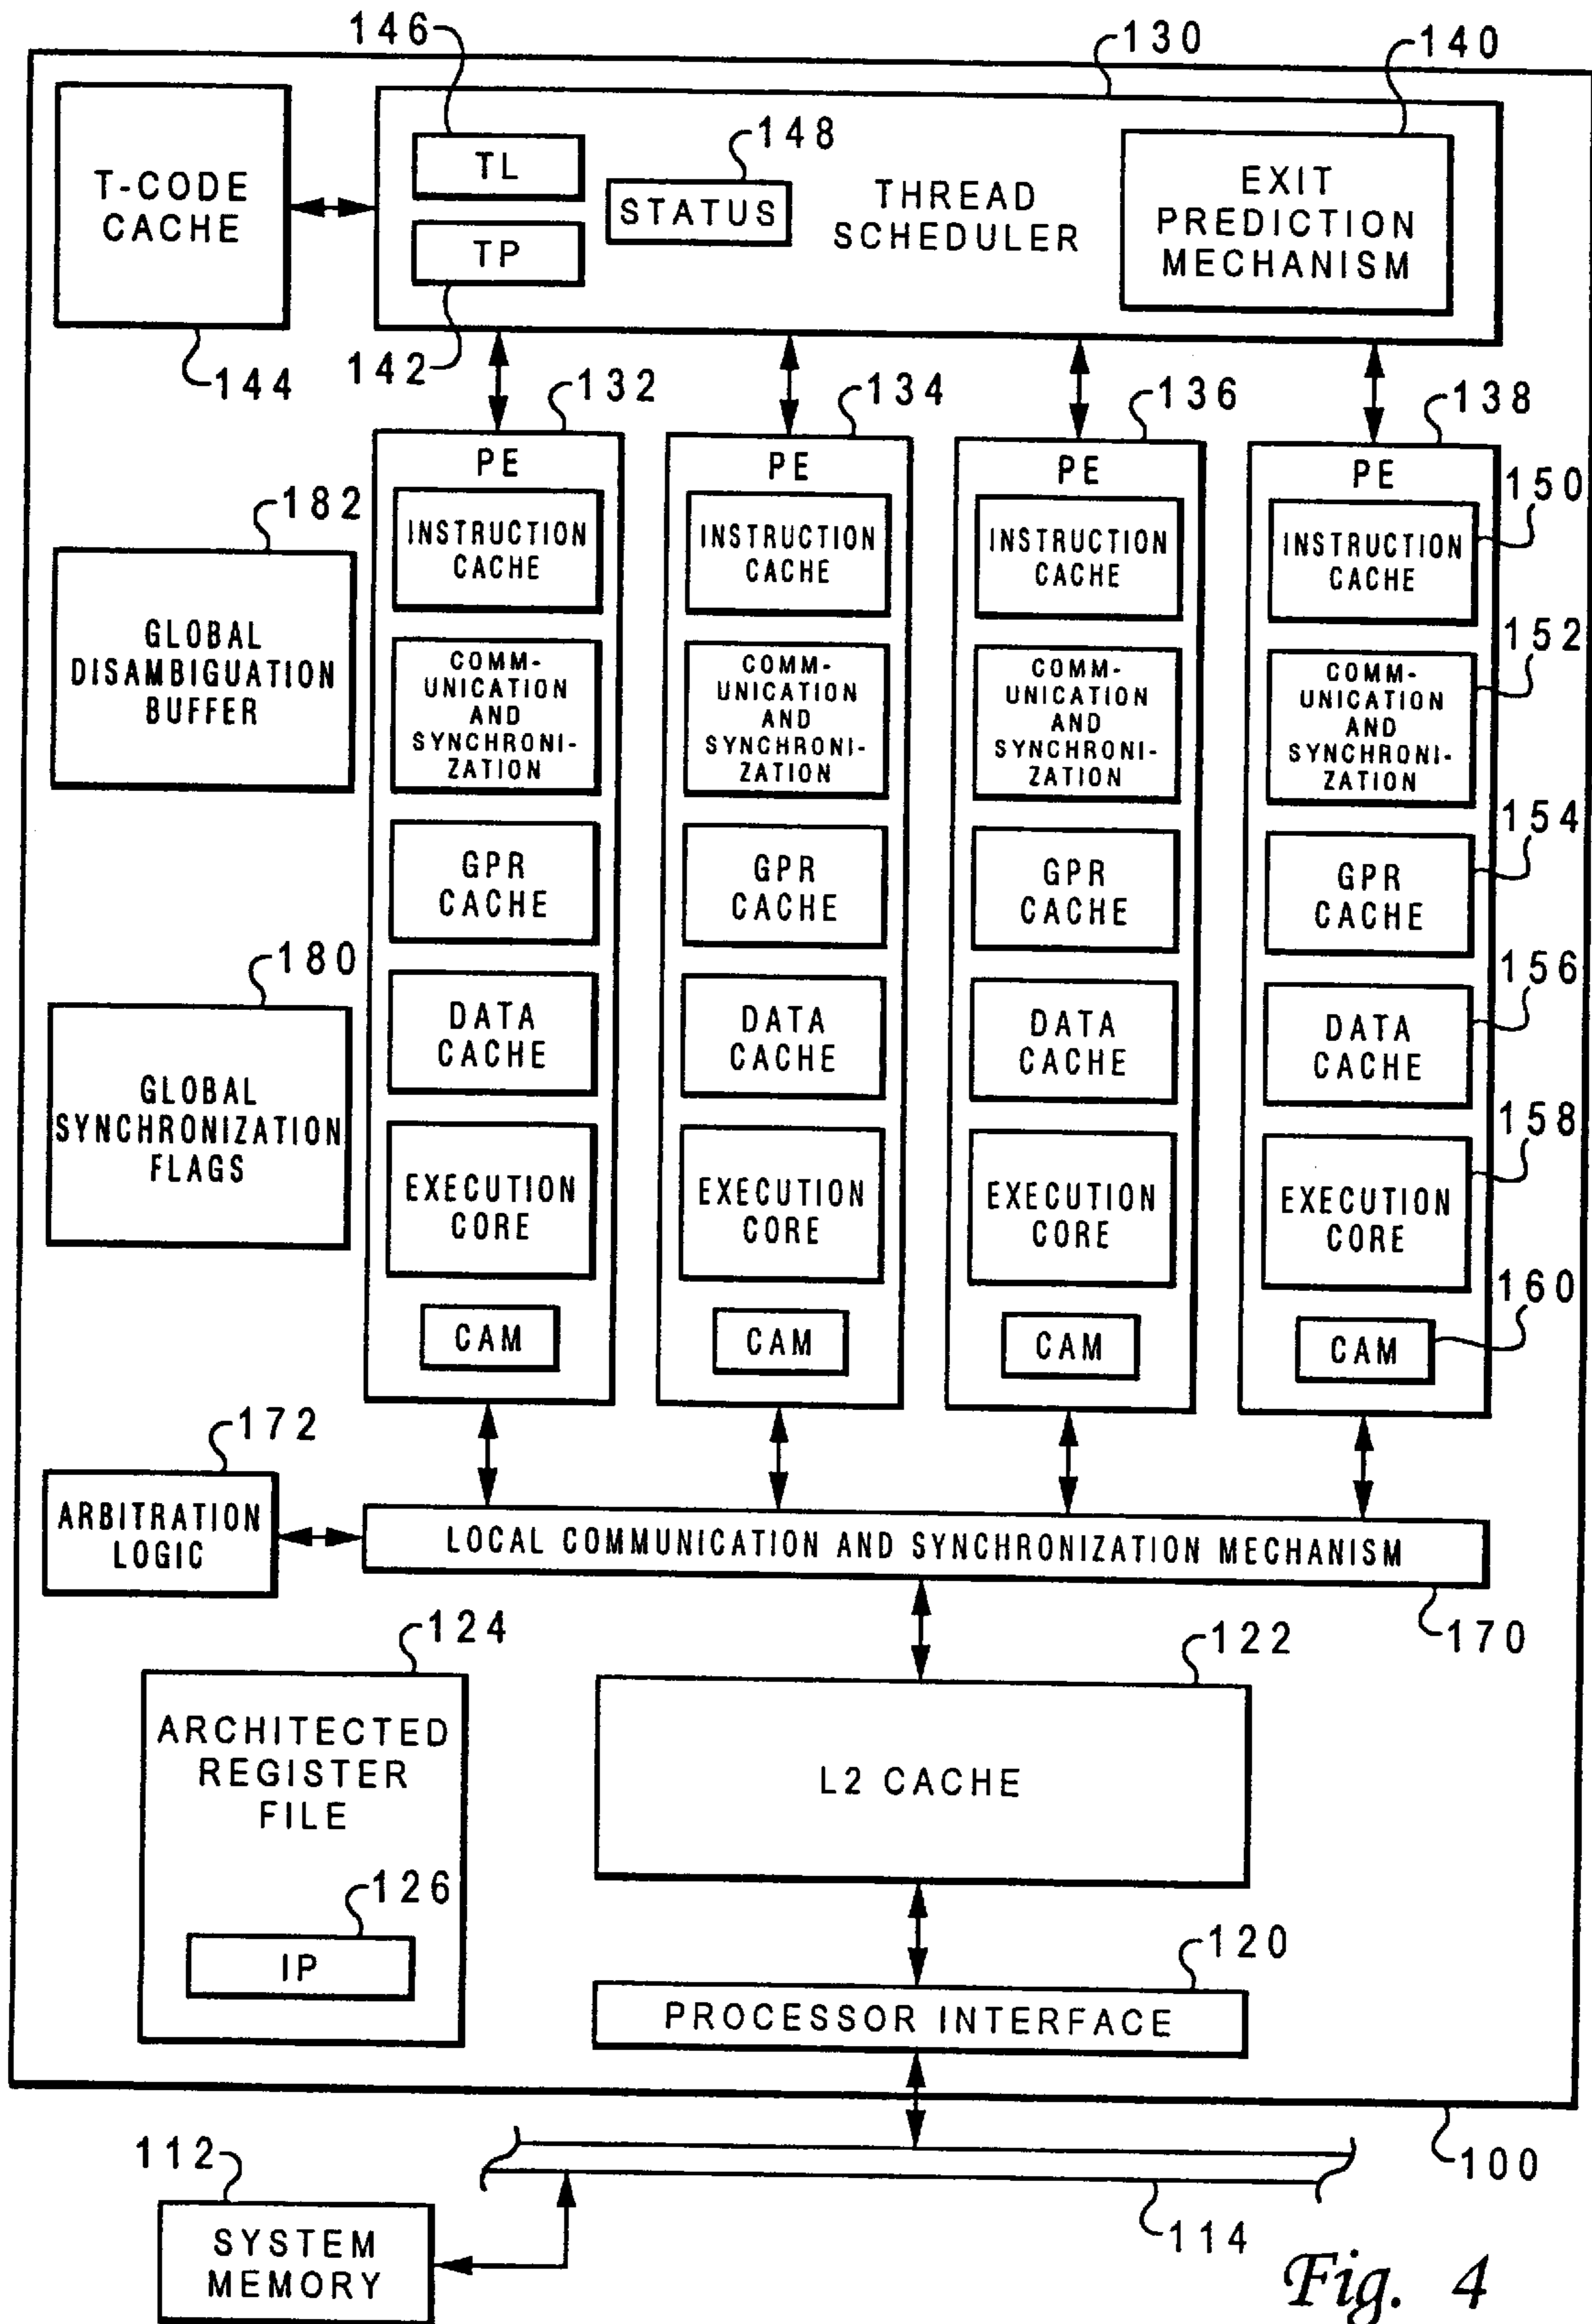 146
130
140
T-CODE
CACHE
144
TL
TP
142
148
STATUS
THREAD
SCHEDULER
EXIT
PREDICTION
MECHANISM
132
PE
INSTRUCTION
CACHE
COMM-
UNICATION
AND
SYNCHRONI-
ZATION
GPR
CACHE
DATA
CACHE
EXECUTION
CORE
CAM
134
PE
INSTRUCTION
CACHE
COMM-
UNICATION
AND
SYNCHRONI-
ZATION
GPR
CACHE
DATA
CACHE
EXECUTION
CORE
CAM
136
PE
INSTRUCTION
CACHE
COMM-
UNICATION
AND
SYNCHRONI-
ZATION
GPR
CACHE
DATA
CACHE
EXECUTION
CORE
CAM
138
PE
INSTRUCTION
CACHE
COMM-
UNICATION
AND
SYNCHRONI-
ZATION
GPR
CACHE
DATA
CACHE
EXECUTION
CORE
CAM
150
152
154
156
158
160
182
GLOBAL
DISAMBIGUATION
BUFFER
180
GLOBAL
SYNCHRONIZATION
FLAGS
172
ARBITRATION
LOGIC
LOCAL COMMUNICATION AND SYNCHRONIZATION MECHANISM
170
124
ARCHITECTED
REGISTER
FILE
126
IP
122
L2 CACHE
120
PROCESSOR INTERFACE
100
112
SYSTEM
MEMORY
114
Fig. 4